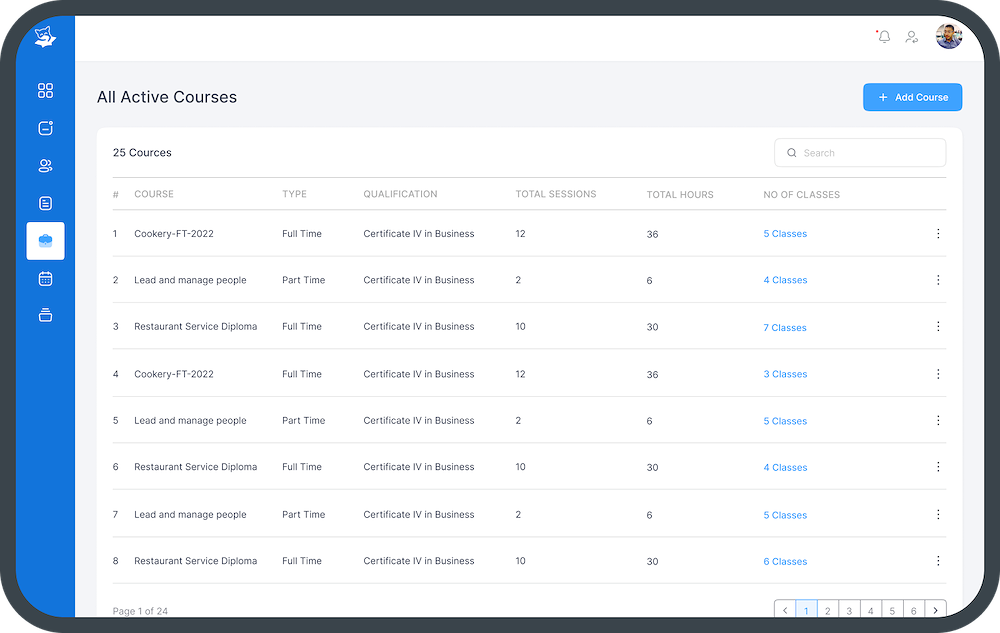 All Active Courses
+ Add Course
25 Cources
Search
# COURSE TYPE QUALIFICATION TOTAL SESSIONS TOTAL HOURS NO OF CLASSES
1 Cookery-FT-2022 Full Time Certificate IV in Business 12 36 5 Classes
2 Lead and manage people Part Time Certificate IV in Business 2 6 4 Classes
3 Restaurant Service Diploma Full Time Certificate IV in Business 10 30 7 Classes
4 Cookery-FT-2022 Full Time Certificate IV in Business 12 36 3 Classes
5 Lead and manage people Part Time Certificate IV in Business 2 6 5 Classes
6 Restaurant Service Diploma Full Time Certificate IV in Business 10 30 4 Classes
7 Lead and manage people Part Time Certificate IV in Business 2 6 5 Classes
8 Restaurant Service Diploma Full Time Certificate IV in Business 10 30 6 Classes
Page 1 of 24 < 1 2 3 4 5 6 >